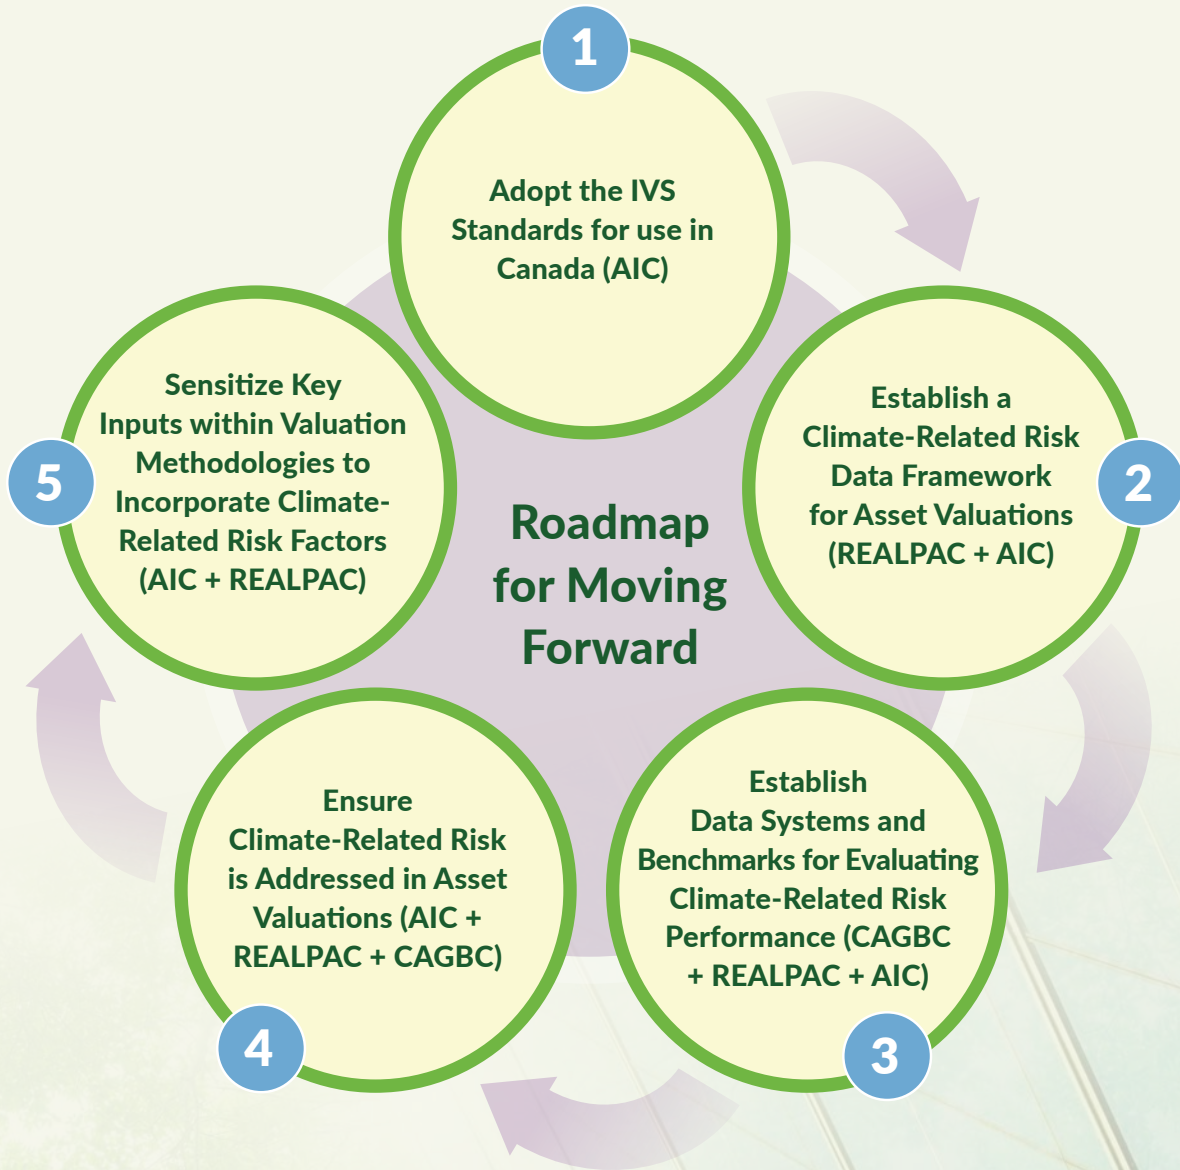 1
Adopt the IVS
Standards for use in
Canada (AIC)
2
Establish a
Climate-Related Risk
Data Framework
for Asset Valuations
(REALPAC + AIC)
3
Establish
Data Systems and
Benchmarks for Evaluating
Climate-Related Risk
Performance (CAGBC
+ REALPAC + AIC)
4
Ensure
Climate-Related Risk
is Addressed in Asset
Valuations (AIC +
REALPAC + CAGBC)
5
Sensitize Key
Inputs within Valuation
Methodologies to
Incorporate Climate-
Related Risk Factors
(AIC + REALPAC)
Roadmap
for Moving
Forward